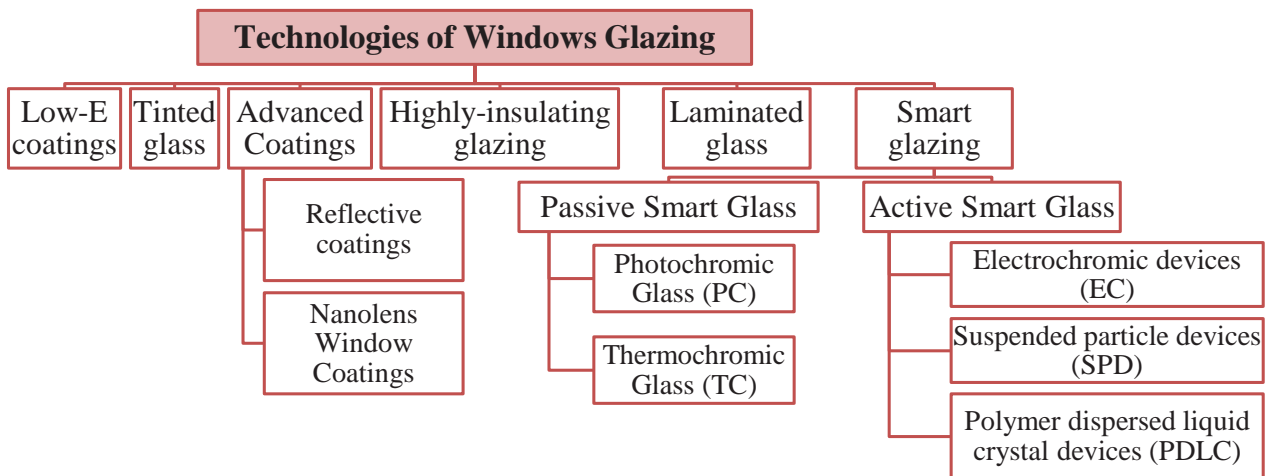 Technologies of Windows Glazing
Low-E
coatings
Tinted
glass
Advanced
Coatings
Highly-insulating
glazing
Laminated
glass
Smart
glazing
Reflective
coatings
Nanolens
Window
Coatings
Passive Smart Glass
Photochromic
Glass (PC)
Thermochromic
Glass (TC)
Active Smart Glass
Electrochromic devices
(EC)
Suspended particle devices
(SPD)
Polymer dispersed liquid
crystal devices (PDLC)